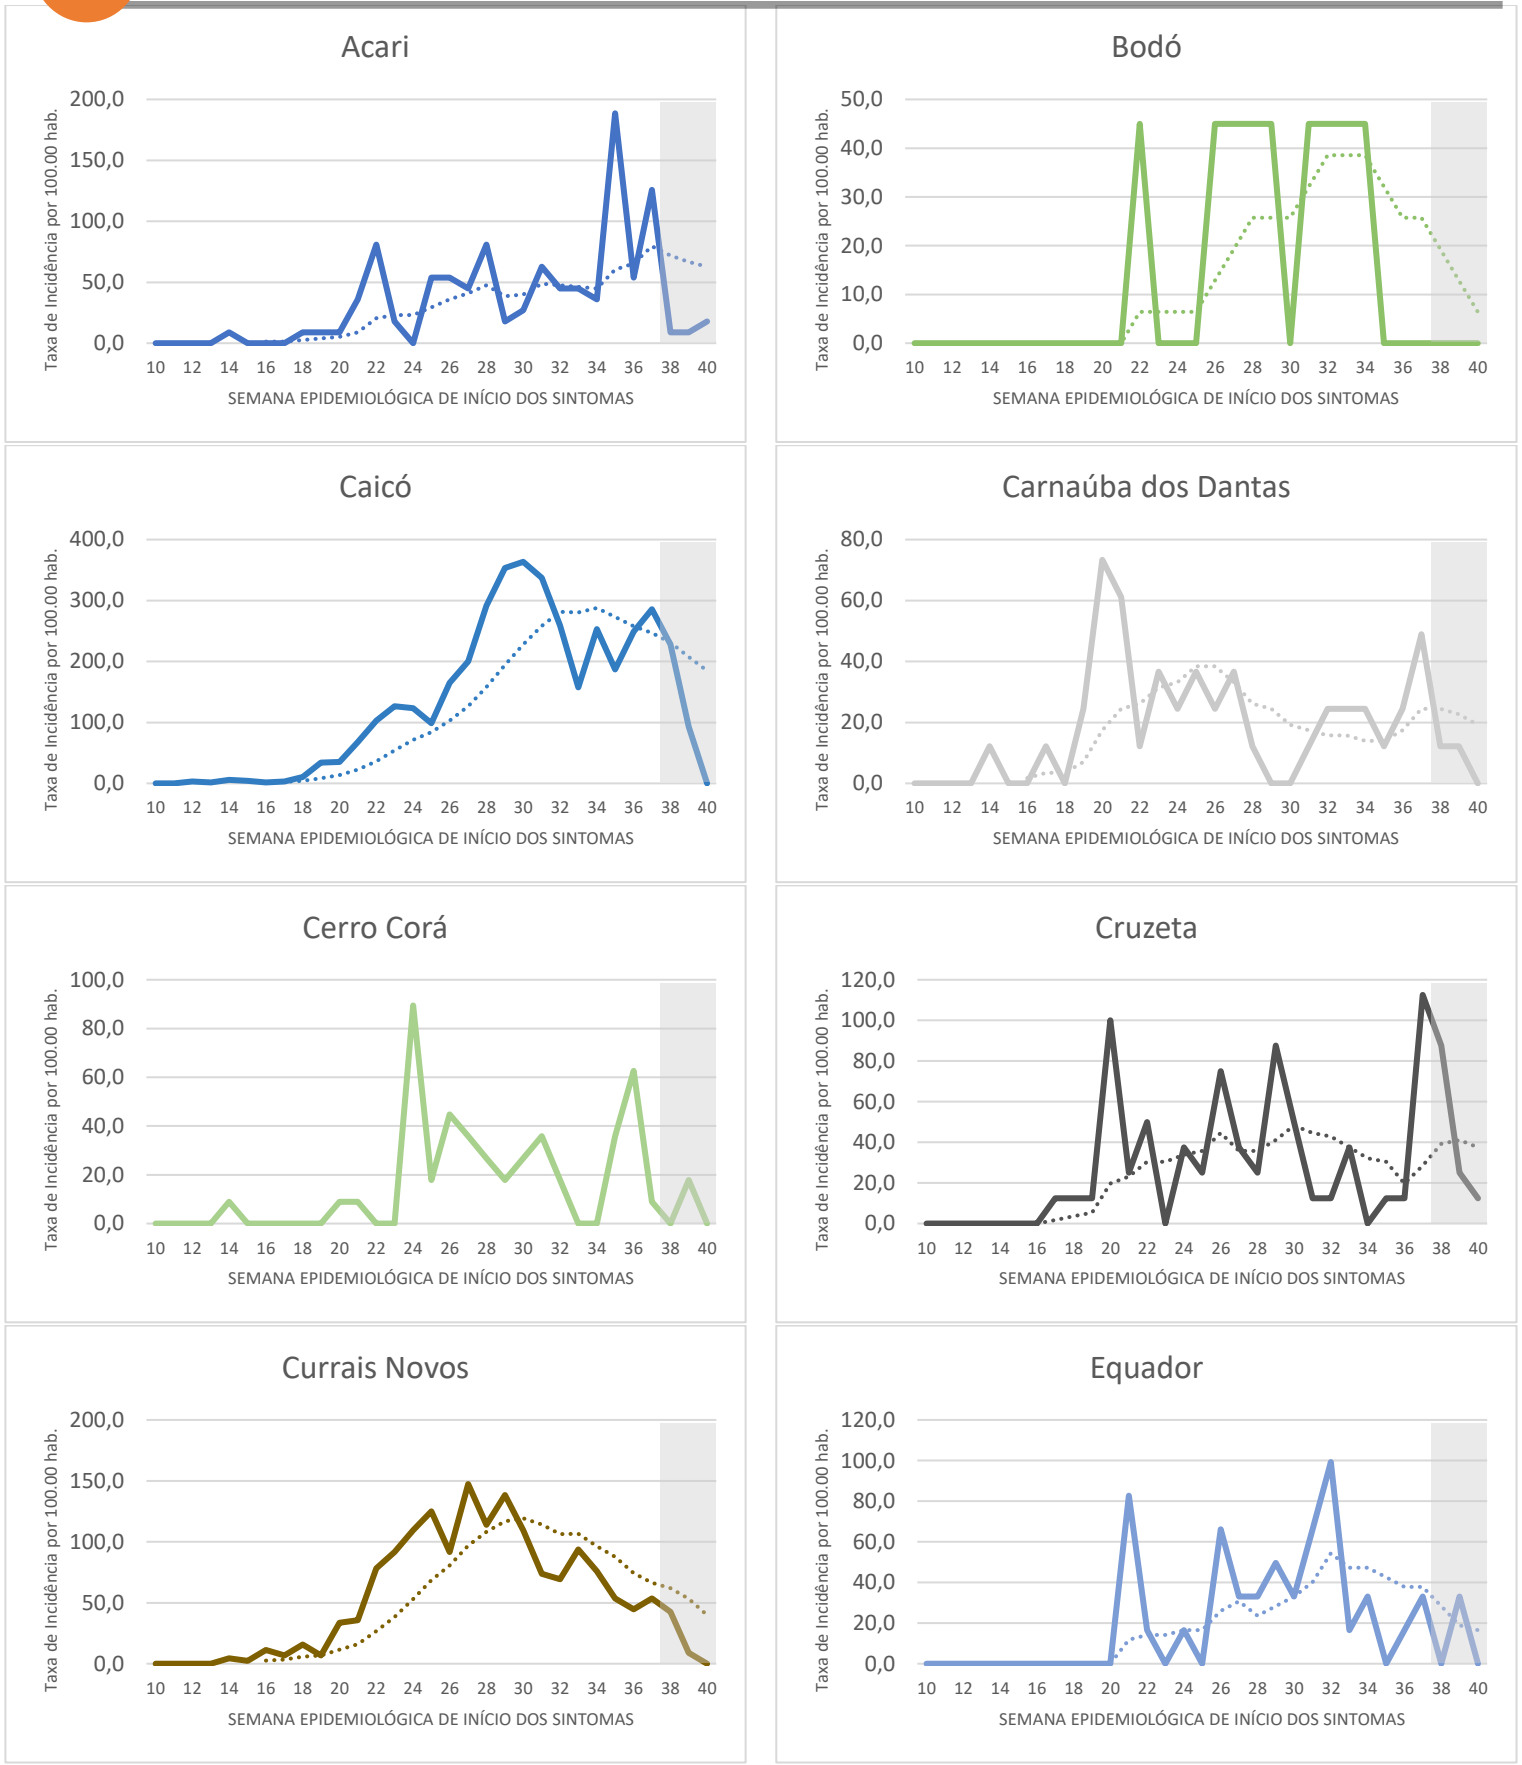 Acari
Taxa de Incidência por 100.00 hab.
200,0
150,0
100,0
50,0
0,0
10 12 14 16 18 20 22 24 26 28 30 32 34 36 38 40
SEMANA EPIDEMIOLÓGICA DE INÍCIO DOS SINTOMAS
Bodó
Taxa de Incidência por 100.00 hab.
50,0
40,0
30,0
20,0
10,0
0,0
10 12 14 16 18 20 22 24 26 28 30 32 34 36 38 40
SEMANA EPIDEMIOLÓGICA DE INÍCIO DOS SINTOMAS
Caicó
Taxa de Incidência por 100.00 hab.
400,0
300,0
200,0
100,0
0,0
10 12 14 16 18 20 22 24 26 28 30 32 34 36 38 40
SEMANA EPIDEMIOLÓGICA DE INÍCIO DOS SINTOMAS
Carnaúba dos Dantas
Taxa de Incidência por 100.00 hab.
80,0
60,0
40,0
20,0
0,0
10 12 14 16 18 20 22 24 26 28 30 32 34 36 38 40
SEMANA EPIDEMIOLÓGICA DE INÍCIO DOS SINTOMAS
Cerro Corá
Taxa de Incidência por 100.00 hab.
100,0
80,0
60,0
40,0
20,0
0,0
10 12 14 16 18 20 22 24 26 28 30 32 34 36 38 40
SEMANA EPIDEMIOLÓGICA DE INÍCIO DOS SINTOMAS
Cruzeta
Taxa de Incidência por 100.00 hab.
120,0
100,0
80,0
60,0
40,0
20,0
0,0
10 12 14 16 18 20 22 24 26 28 30 32 34 36 38 40
SEMANA EPIDEMIOLÓGICA DE INÍCIO DOS SINTOMAS
Currais Novos
Taxa de Incidência por 100.00 hab.
200,0
150,0
100,0
50,0
0,0
10 12 14 16 18 20 22 24 26 28 30 32 34 36 38 40
SEMANA EPIDEMIOLÓGICA DE INÍCIO DOS SINTOMAS
Equador
Taxa de Incidência por 100.00 hab.
120,0
100,0
80,0
60,0
40,0
20,0
0,0
10 12 14 16 18 20 22 24 26 28 30 32 34 36 38 40
SEMANA EPIDEMIOLÓGICA DE INÍCIO DOS SINTOMAS